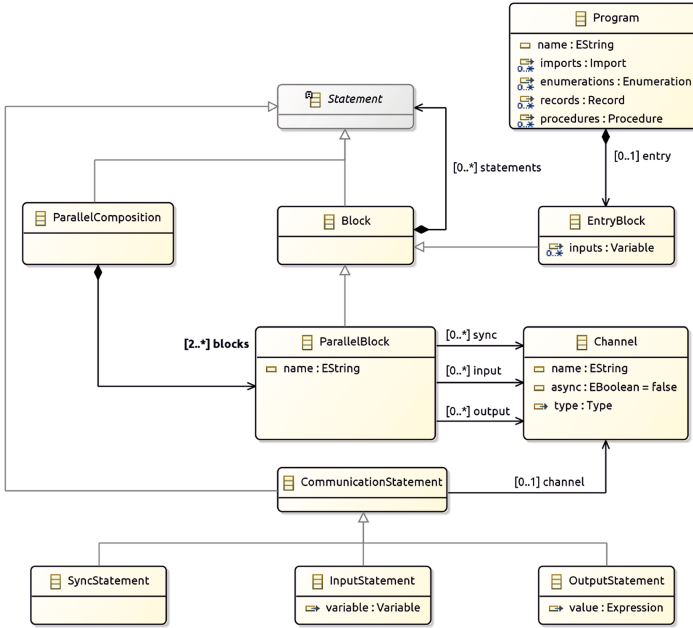 Program
name : EString
0..* imports : Import
0..* enumerations : Enumeration
0..* records : Record
0..* procedures : Procedure
Statement
[0..1] entry
[0..*] statements
ParallelComposition
Block
EntryBlock
0..* inputs : Variable
[2..*] blocks
ParallelBlock
name : EString
[0..*] sync
[0..*] input
[0..*] output
Channel
name : EString
async : EBoolean = false
type : Type
CommunicationStatement
[0..1] channel
SyncStatement
InputStatement
variable : Variable
OutputStatement
value : Expression